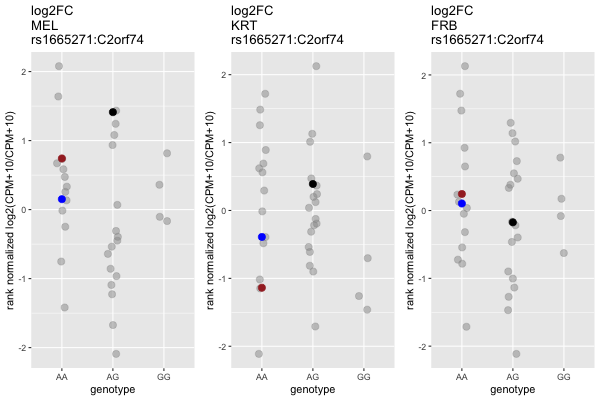 log2FC
MEL
rs1665271:C2orf74
rank normalized log2(CPM+10/CPM+10)
2
1
0
-1
-2
AA
AG
GG
genotype
log2FC
KRT
rs1665271:C2orf74
rank normalized log2(CPM+10/CPM+10)
2
1
0
-1
-2
AA
AG
GG
genotype
log2FC
FRB
rs1665271:C2orf74
rank normalized log2(CPM+10/CPM+10)
2
1
0
-1
-2
AA
AG
GG
genotype